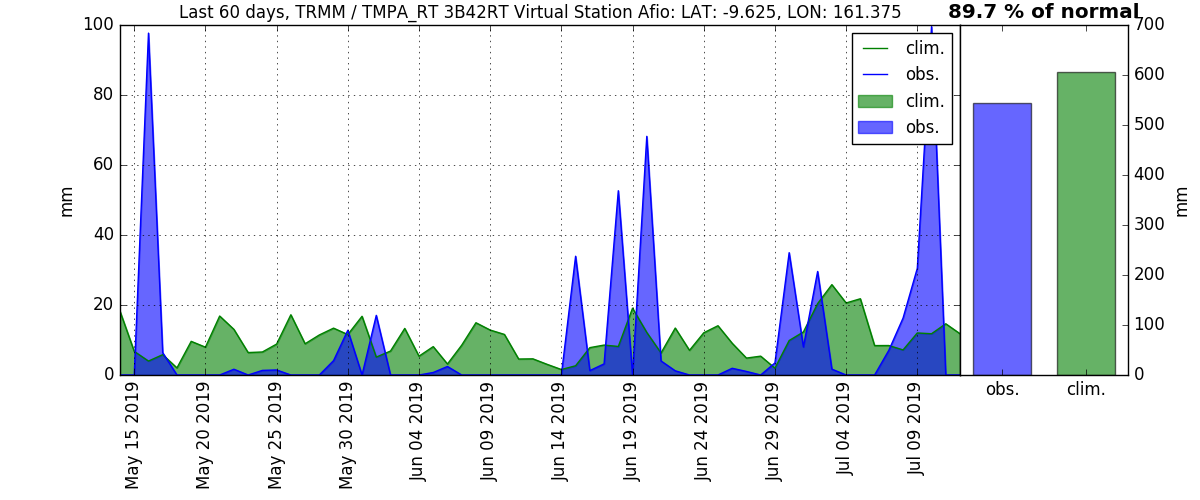 Last 60 days, TRMM / TMPA_RT 3B42RT Virtual Station Afio: LAT: -9.625, LON: 161.375
89.7 % of normal
100
80
60
40
20
0
mm
clim.
obs.
clim.
obs.
700
600
500
400
300
200
100
0
mm
obs.
clim.
May 15 2019
May 20 2019
May 25 2019
May 30 2019
Jun 04 2019
Jun 09 2019
Jun 14 2019
Jun 19 2019
Jun 24 2019
Jun 29 2019
Jul 04 2019
Jul 09 2019